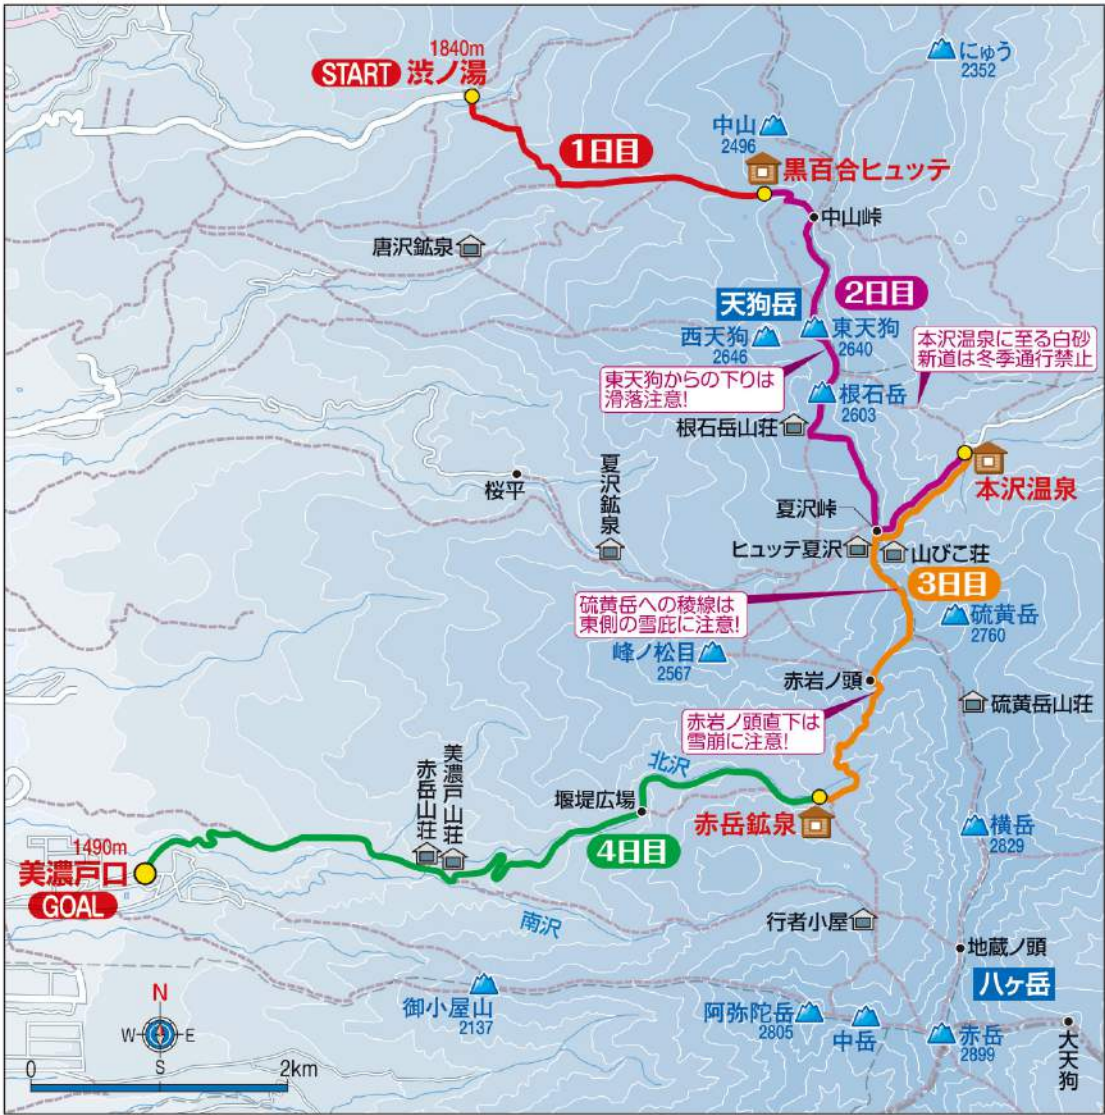 1840m
START 渋ノ湯
にゅう
2352
中山
2496
1日目
黒百合ヒュッテ
中山峠
唐沢鉱泉
2日目
天狗岳
西天狗
2646
東天狗
2640
本沢温泉に至る白砂
新道は冬季通行禁止
東天狗からの下りは
滑落注意!
根石岳
2603
根石岳山荘
本沢温泉
桜平
夏沢鉱泉
夏沢峠
ヒュッテ夏沢
山びこ荘
3日目
硫黄岳への稜線は
東側の雪庇に注意!
硫黄岳
2760
峰ノ松目
2567
赤岩ノ頭
硫黄岳山荘
赤岩ノ頭直下は
雪崩に注意!
北沢
美濃戸山荘
赤岳山荘
堰堤広場
赤岳鉱泉
横岳
2829
4日目
1490m
美濃戸口
GOAL
南沢
行者小屋
地蔵ノ頭
八ヶ岳
御小屋山
2137
阿弥陀岳
2805
中岳
赤岳
2899
大天狗
N
W
E
S
0
2km